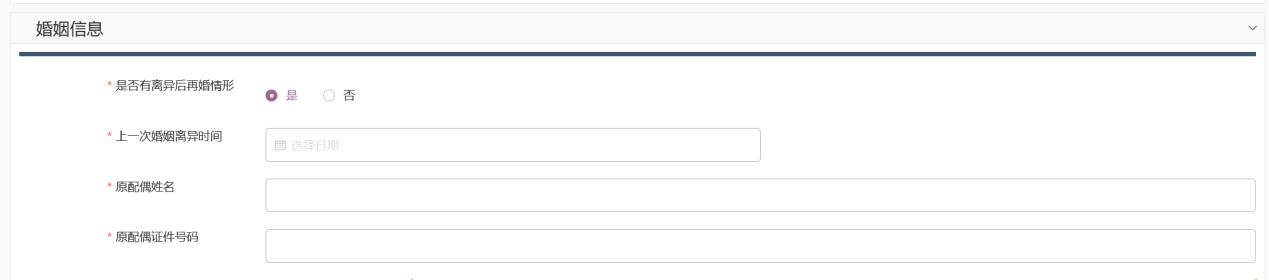 婚姻信息
* 是否有离异后再婚情形
是 否
* 上一次婚姻离异时间
选择日期
* 原配偶姓名
* 原配偶证件号码